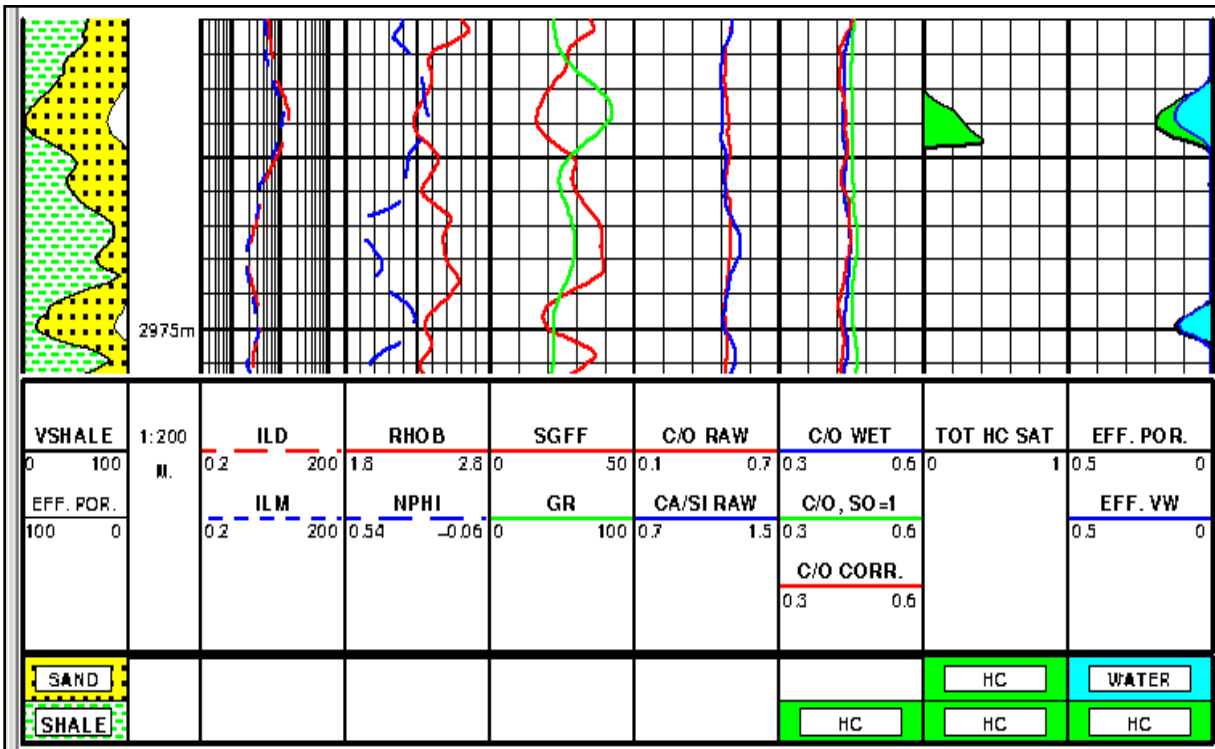 2975m
VSHALE 1:200 ILD RHOB SGFF C/O RAW C/O WET TOT HC SAT EFF. POR.
0 100 M. 0.2 200 1.8 2.8 0 50 0.1 0.7 0.3 0.6 0 1 0.5 0
EFF. POR. ILM NPHI GR CA/SI RAW C/O, SO=1 EFF. VW
100 0 0.2 200 0.54 -0.06 0 100 0.7 1.5 0.3 0.6 0.5 0
C/O CORR.
0.3 0.6
SAND HC WATER
SHALE HC HC HC